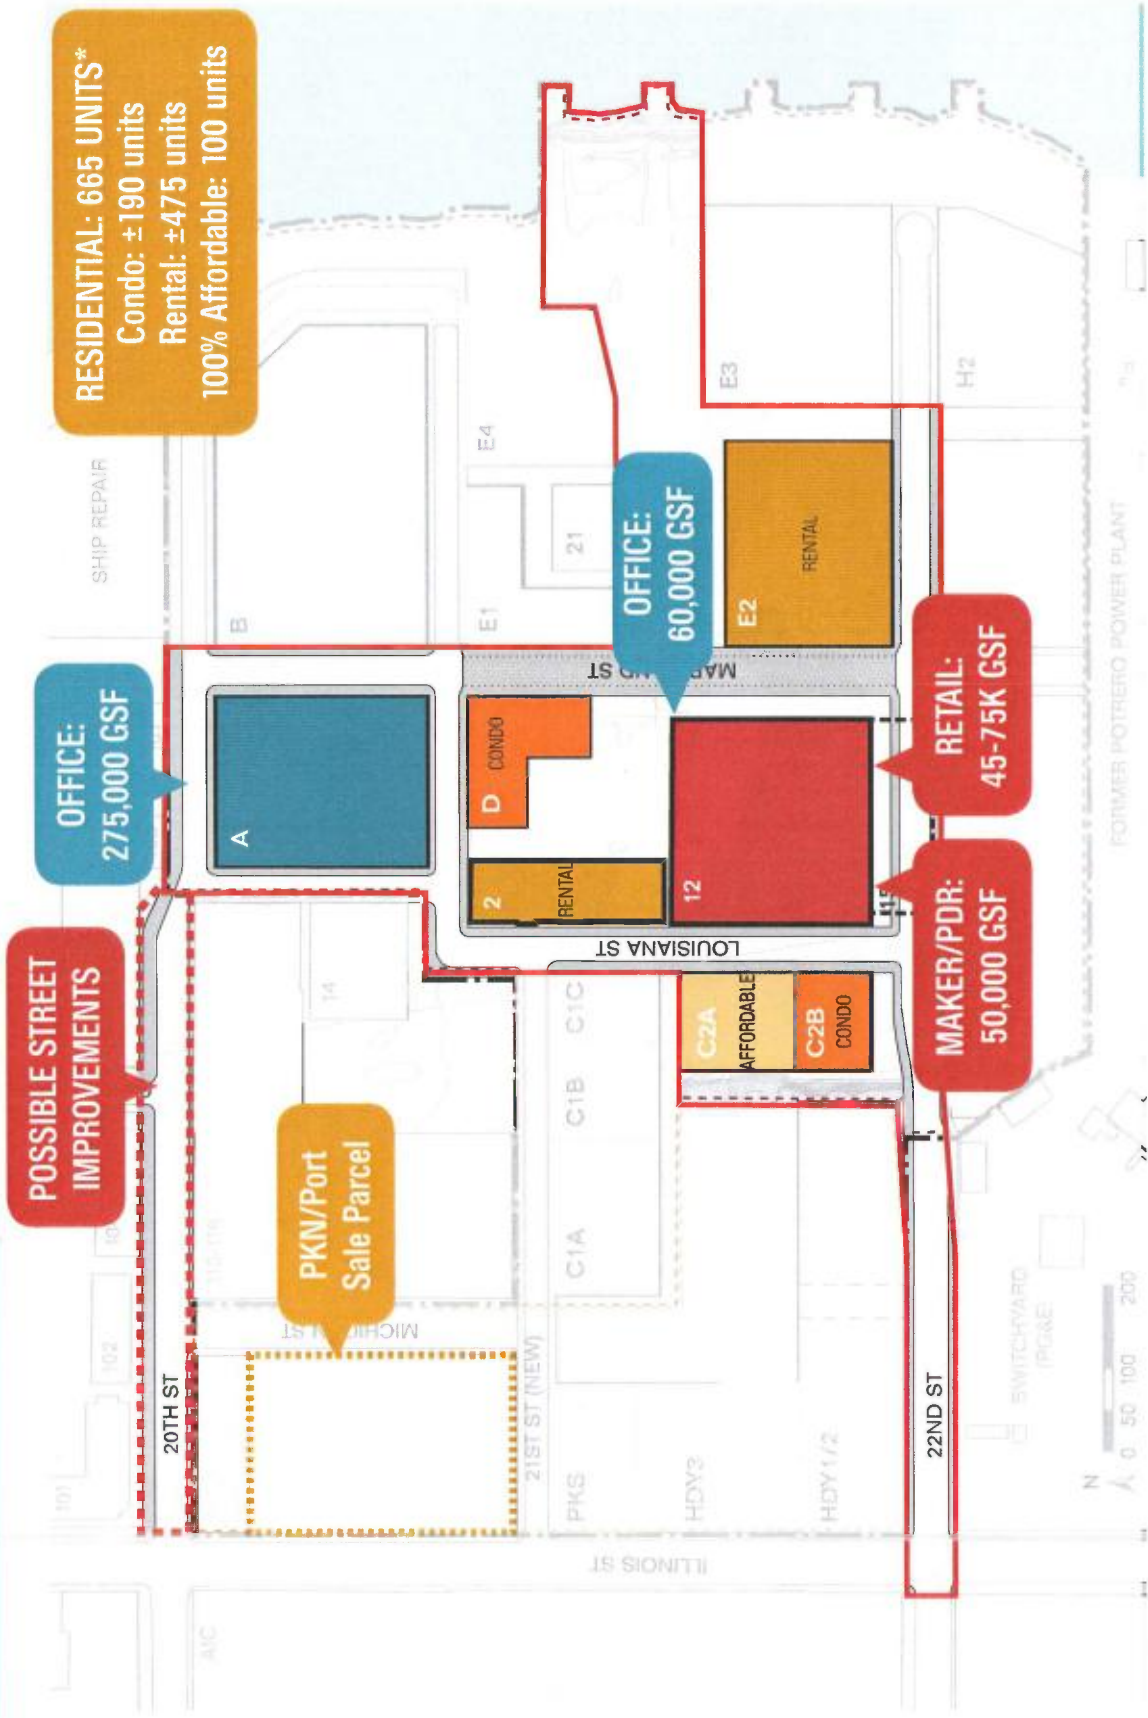 RESIDENTIAL: 665 UNITS*
Condo: ±190 units
Rental: ±475 units
100% Affordable: 100 units
POSSIBLE STREET
IMPROVEMENTS
OFFICE:
275,000 GSF
SHIP REPAIR
101
102
20TH ST
AIC
A
B
14
PKN/Port
Sale Parcel
21ST ST (NEW)
2
RENTAL
D
CONDO
E1
E4
21
OFFICE:
60,000 GSF
PKS
C1A
C1B
C1C
LOUISIANA ST
ILLINOIS ST
HDY3
C2A
AFFORDABLE
12
E2
RENTAL
E3
HDY1/2
C2B
CONDO
15
22ND ST
MAKER/PDR:
50,000 GSF
RETAIL:
45-75K GSF
H2
SWITCHYARD
(PG&E)
FORMER POTRERO POWER PLANT
N
0 50 100 200